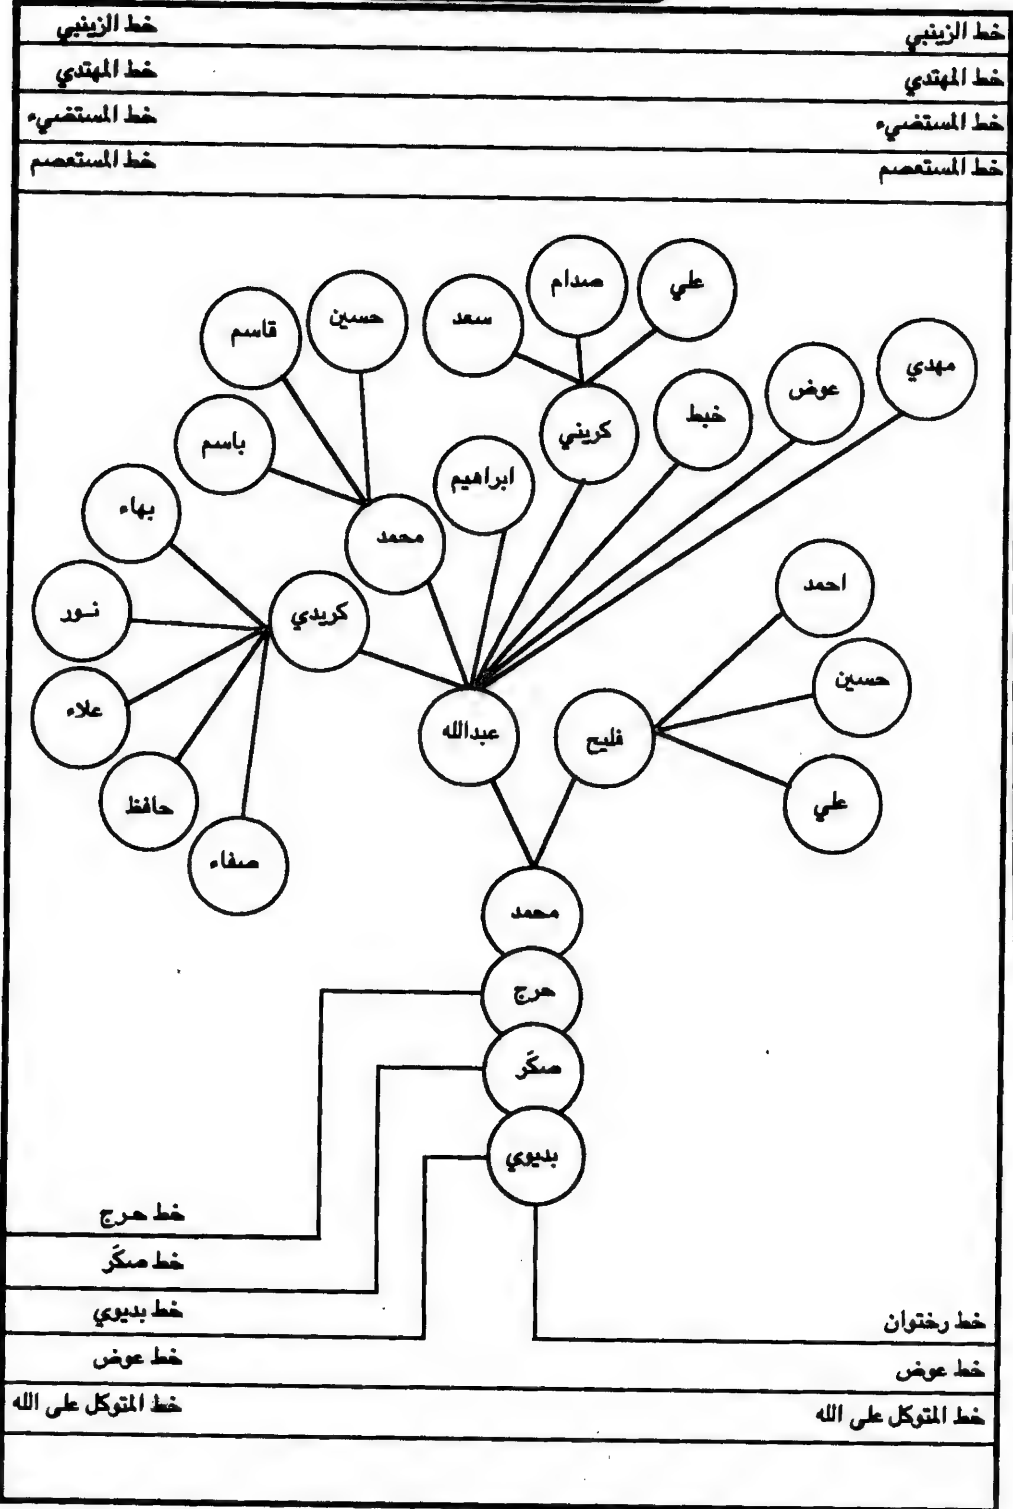 خط الزينبي
خط الزينبي
خط المهتدي
خط المهتدي
خط المستضيء
خط المستضيء
خط المستعصم
خط المستعصم
علي
صدام
سعد
حسين
قاسم
مهدي
عوض
خبط
كريني
ابراهيم
باسم
محمد
بهاء
احمد
كريدي
نـور
حسين
علاء
فليح
عبدالله
علي
حافظ
صفاء
محمد
حرج
صكَّر
بديوي
خط حرج
خط صكَّر
خط بديوي
خط رختوان
خط عوض
خط عوض
خط المتوكل على الله
خط المتوكل على الله